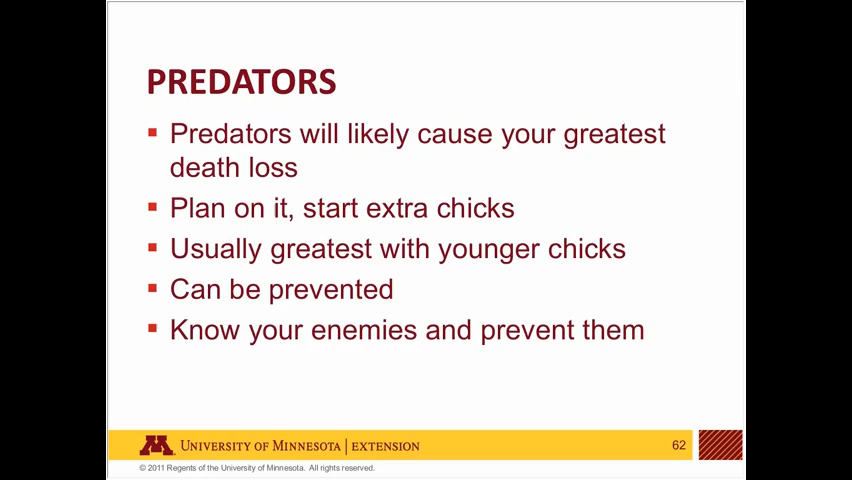 PREDATORS
Predators will likely cause your greatest
death loss
Plan on it, start extra chicks
Usually greatest with younger chicks
Can be prevented
Know your enemies and prevent them
M UNIVERSITY OF MINNESOTA | EXTENSION
62
© 2011 Regents of the University of Minnesota. All rights reserved.